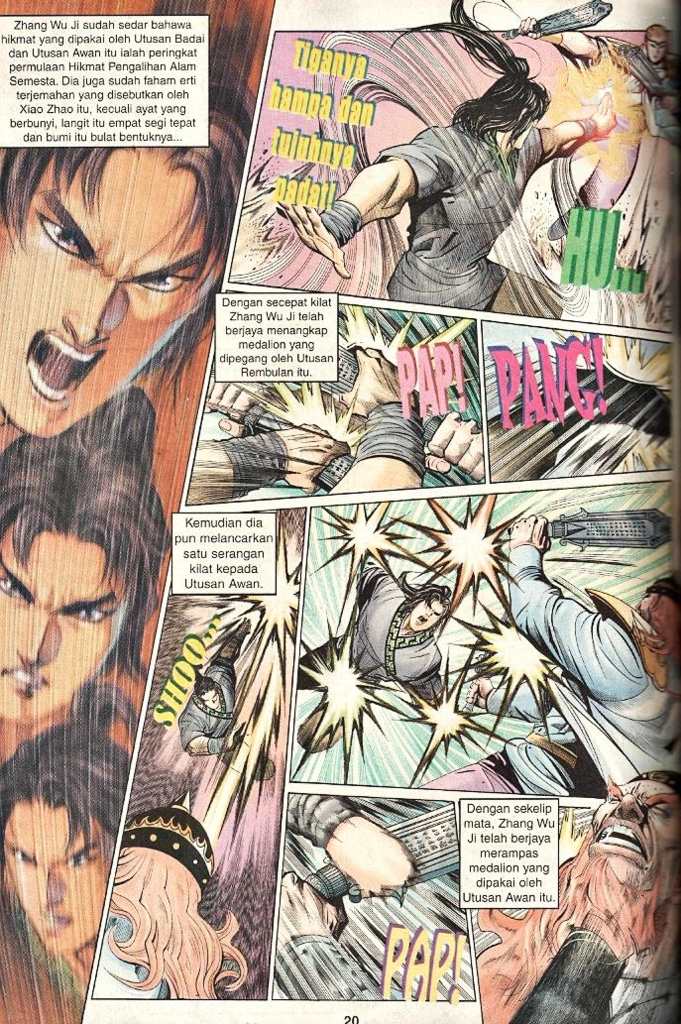 Zhang Wu Ji sudah sedar bahawa
hikmat yang dipakai oleh Utusan Badai
dan Utusan Awan itu ialah peringkat
permulaan Hikmat Pengalihan Alam
Semesta. Dia juga sudah faham erti
terjemahan yang disebutkan oleh
Xiao Zhao itu, kecuali ayat yang
berbunyi, langit itu empat segi tepat
dan bumi itu bulat bentuknya...
Tiganya
hampa dan
tujuhnya
padat!
HU...
Dengan secepat kilat
Zhang Wu Ji telah
berjaya menangkap
medalion yang
dipegang oleh Utusan
Rembulan itu.
PAP!
PANG!
Kemudian dia
pun melancarkan
satu serangan
kilat kepada
Utusan Awan.
SHOO...
Dengan sekelip
mata, Zhang Wu
Ji telah berjaya
merampas
medalion yang
dipakai oleh
Utusan Awan itu.
PAP!
20